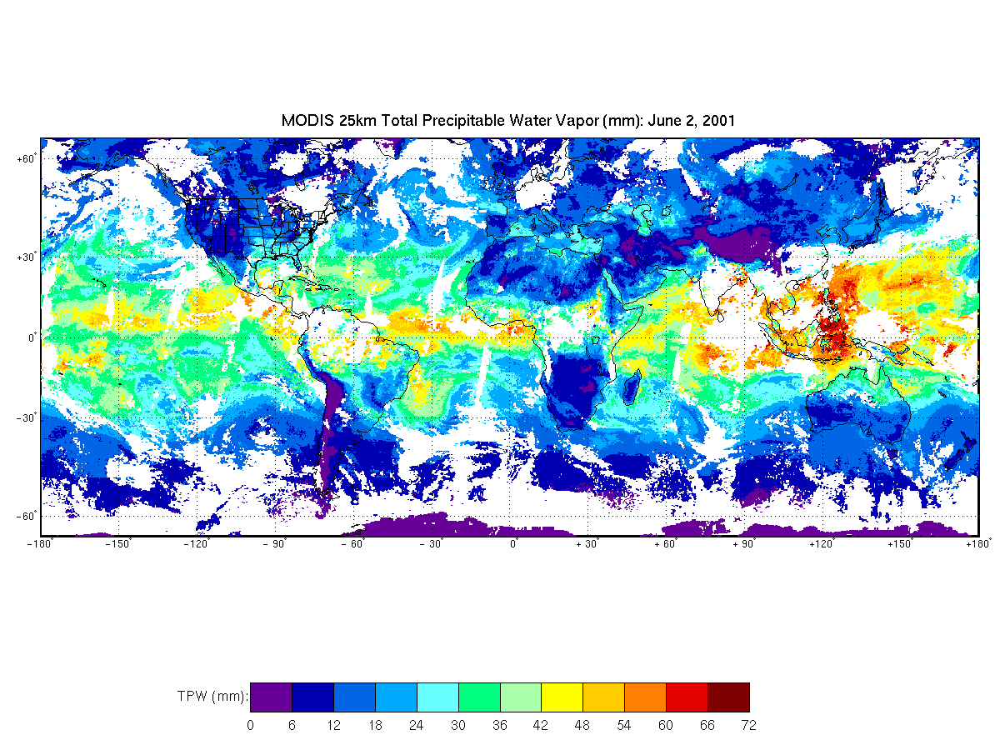 MODIS 25km Total Precipitable Water Vapor (mm): June 2, 2001
+60°
+30°
0°
-30°
-60°
-180° -150° -120° - 90° - 60° - 30° 0° + 30° + 60° + 90° +120° +150° +180°
TPW (mm):
0 6 12 18 24 30 36 42 48 54 60 66 72